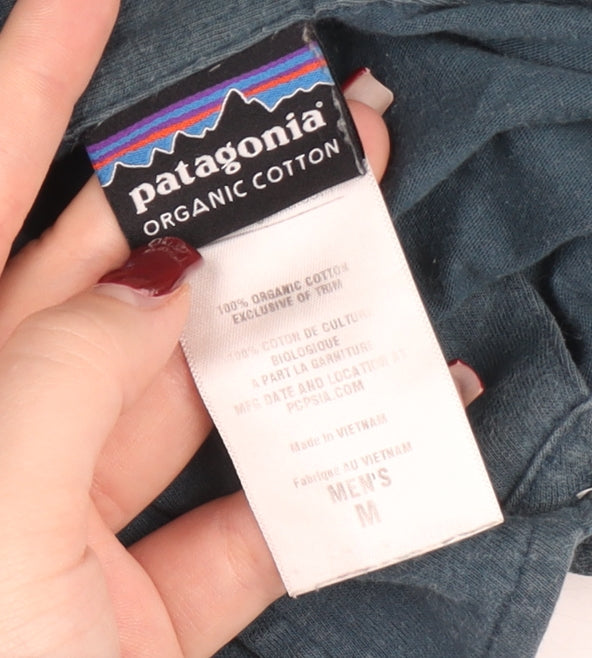 patagonia®
ORGANIC COTTON
100% ORGANIC COTTON
EXCLUSIVE OF TRIM
100% COTON DE CULTURE
BIOLOGIQUE
A PART LA GARNITURE
MFG DATE AND LOCATION AT
PCPSIA.COM
Made in VIETNAM
Fabrique AU VIETNAM
MEN'S
M